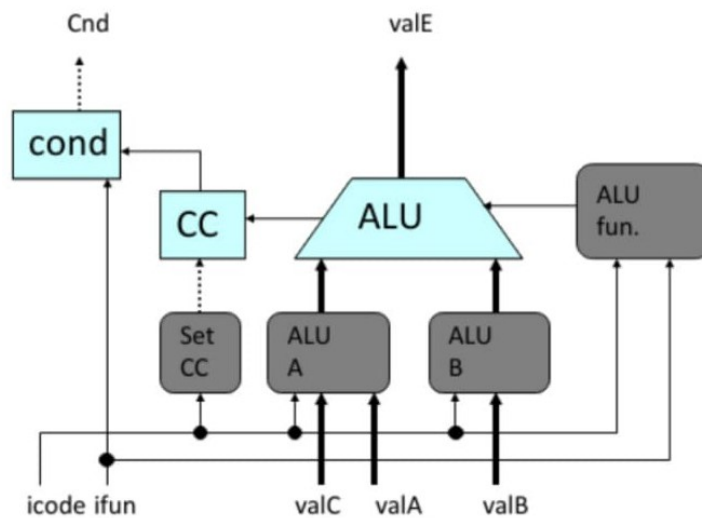 Cnd
valE
cond
CC
ALU
ALU
fun.
Set
CC
ALU
A
ALU
B
icode ifun
valC
valA
valB